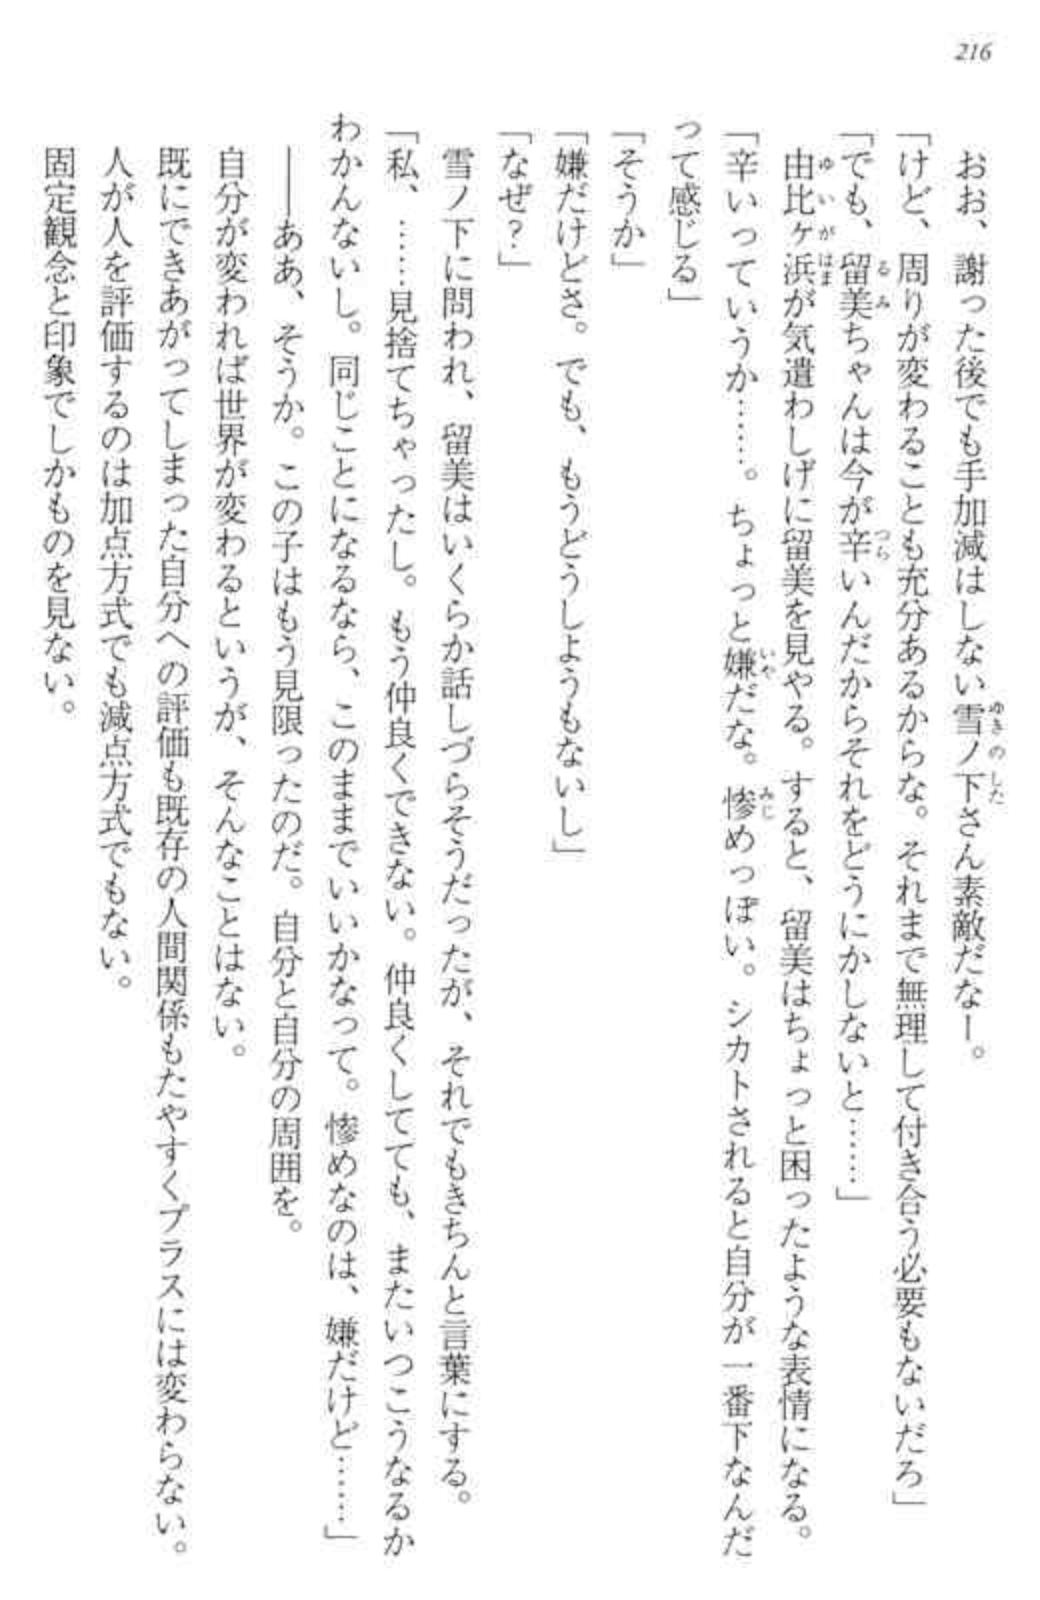 216
おお、謝った後でも手加減はしない雪ノ下さん素敵だなー。
「けど、周りが変わることも充分あるからな。それまで無理して付き合う必要もないだろ」
「でも、留美ちゃんは今が辛いんだからそれをどうにかしないと……」
由比ヶ浜が気遣わしげに留美を見やる。すると、留美はちょっと困ったような表情になる。
「辛いっていうか……。ちょっと嫌だな。惨めっぽい。シカトされると自分が一番下なんだ
って感じる」
「そうか」
「嫌だけどさ。でも、もうどうしようもないし」
「なぜ？」
雪ノ下に問われ、留美はいくらか話しづらそうだったが、それでもきちんと言葉にする。
「私、……見捨てちゃったし。もう仲良くできない。仲良くしてても、またいつこうなるか
わかんないし。同じことになるなら、このままでいいかなって。惨めなのは、嫌だけど……」
――ああ、そうか。この子はもう見限ったのだ。自分と自分の周囲を。
自分が変われば世界が変わるというが、そんなことはない。
既にできあがってしまった自分への評価も既存の人間関係もたやすくプラスには変わらない。
人が人を評価するのは加点方式でも減点方式でもない。
固定観念と印象でしかものを見ない。